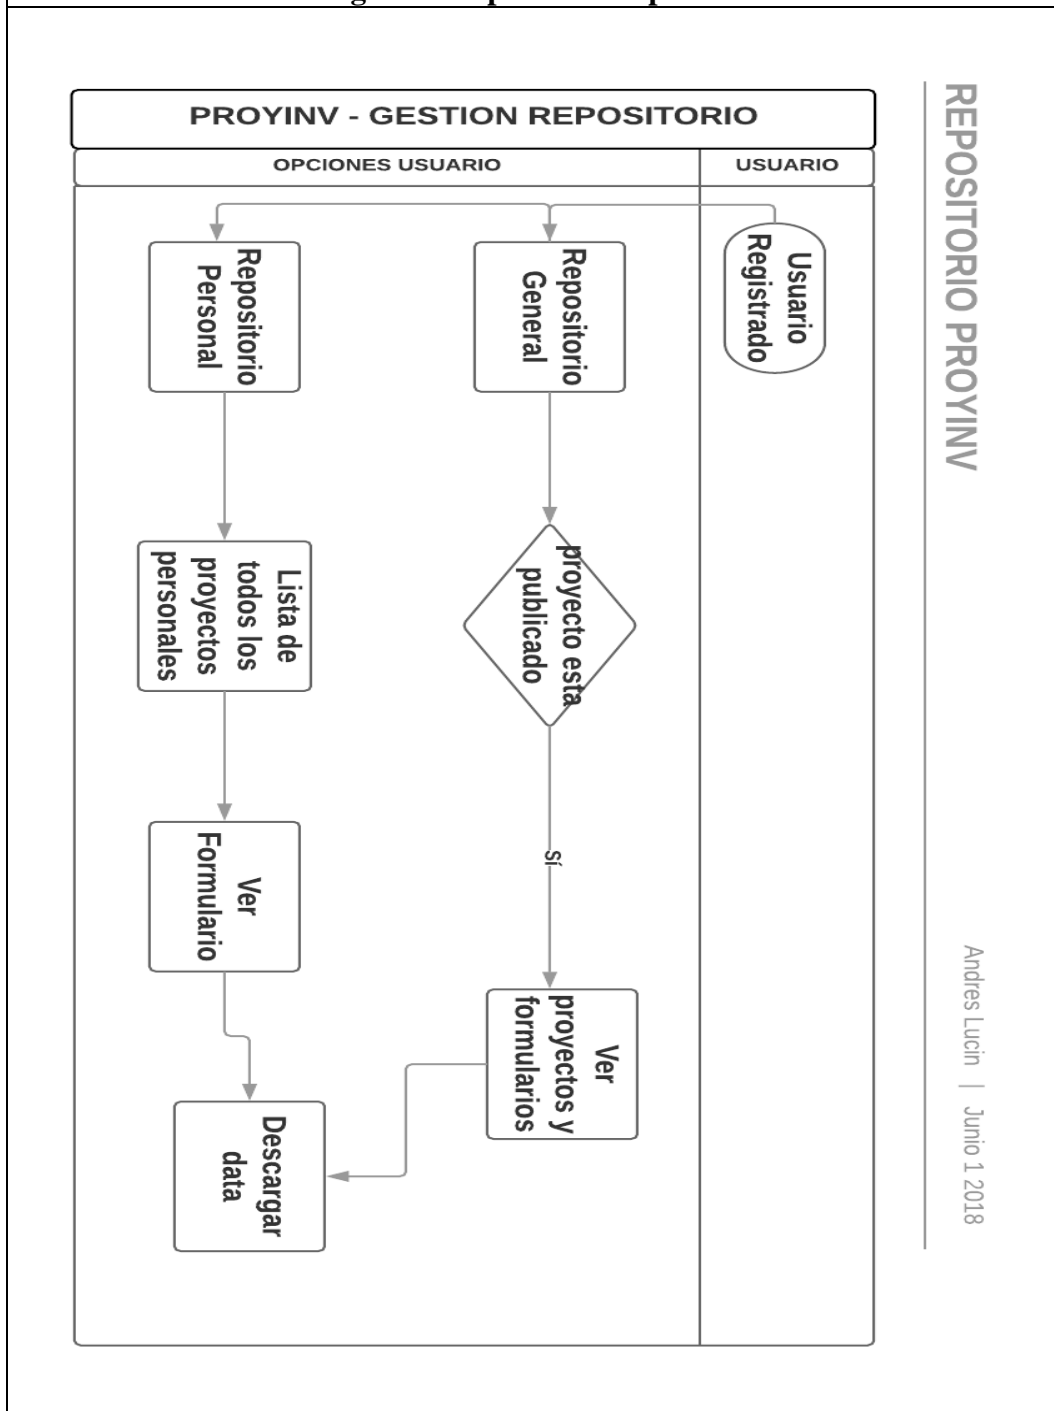 REPOSITORIO PROYINV
Andres Lucin | Junio 1 2018
PROYINV - GESTION REPOSITORIO
OPCIONES USUARIO
USUARIO
Usuario
Registrado
Repositorio
General
proyecto esta
publicado
Sí
Ver
proyectos y
formularios
Repositorio
Personal
Lista de
todos los
proyectos
personales
Ver
Formulario
Descargar
data